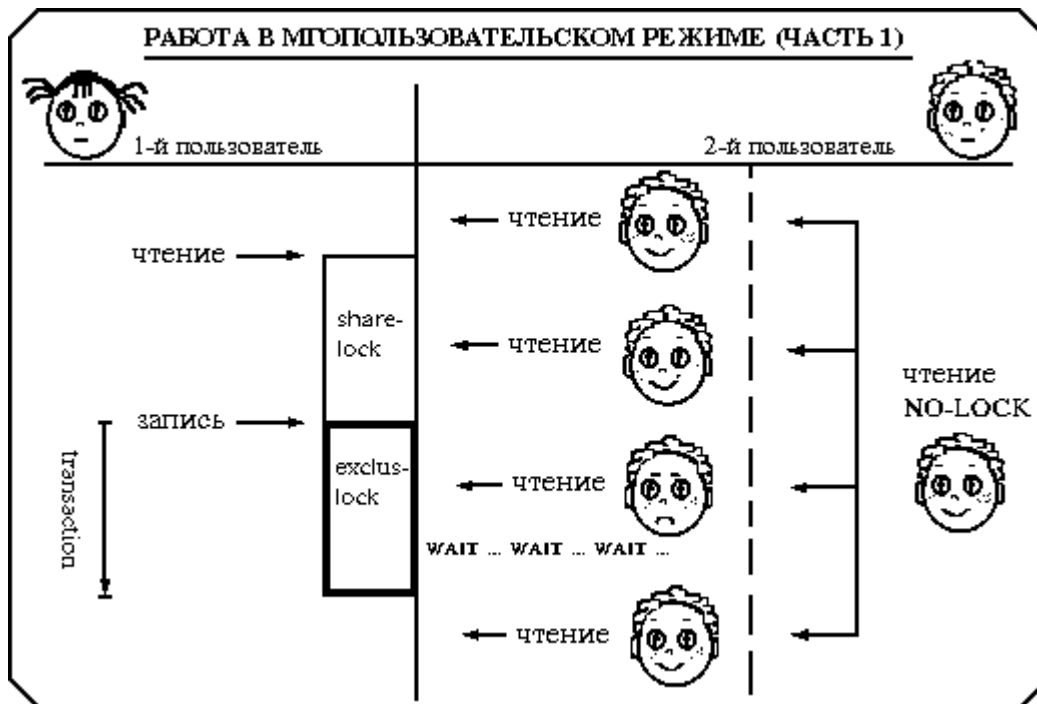 РАБОТА В МГОПОЛЬЗОВАТЕЛЬСКОМ РЕЖИМЕ (ЧАСТЬ 1)
1-й пользователь
2-й пользователь
чтение
чтение
share-
lock
чтение
чтение
NO-LOCK
запись
transaction
exclus-
lock
чтение
WAIT ... WAIT ... WAIT ...
чтение